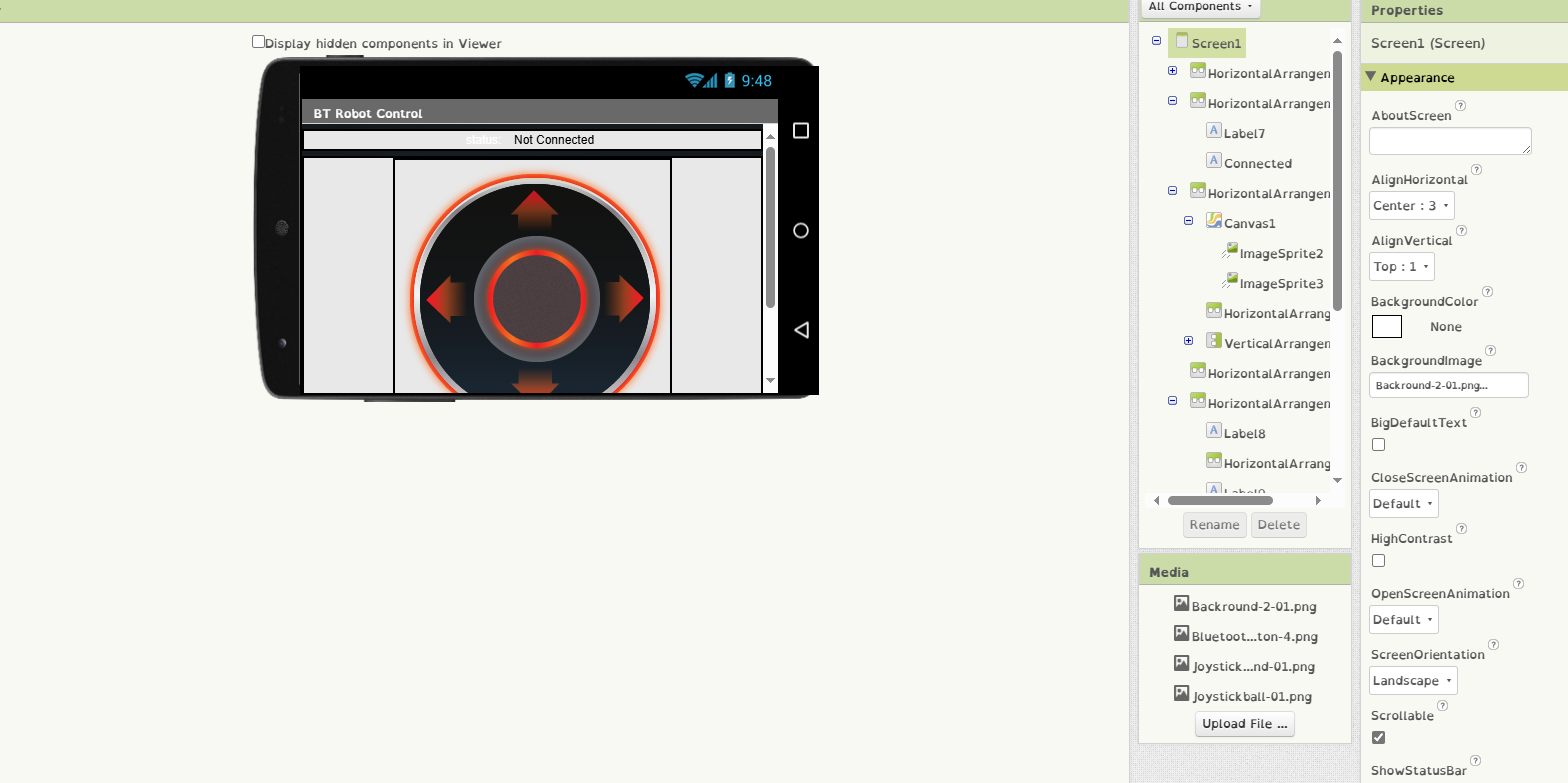 Display hidden components in Viewer
9:48
BT Robot Control
status:
Not Connected
All Components
Screen1
HorizontalArrangen
HorizontalArrangen
Label7
Connected
HorizontalArrangen
Canvas1
ImageSprite2
ImageSprite3
HorizontalArrang
VerticalArrangen
HorizontalArrangen
HorizontalArrangen
Label8
HorizontalArrang
Label9
Rename
Delete
Media
Backround-2-01.png
Bluetoot...ton-4.png
Joystick...nd-01.png
Joystickball-01.png
Upload File ...
Properties
Screen1 (Screen)
Appearance
AboutScreen
AlignHorizontal
Center : 3
AlignVertical
Top : 1
BackgroundColor
None
BackgroundImage
Backround-2-01.png...
BigDefaultText
CloseScreenAnimation
Default
HighContrast
OpenScreenAnimation
Default
ScreenOrientation
Landscape
Scrollable
ShowStatusBar